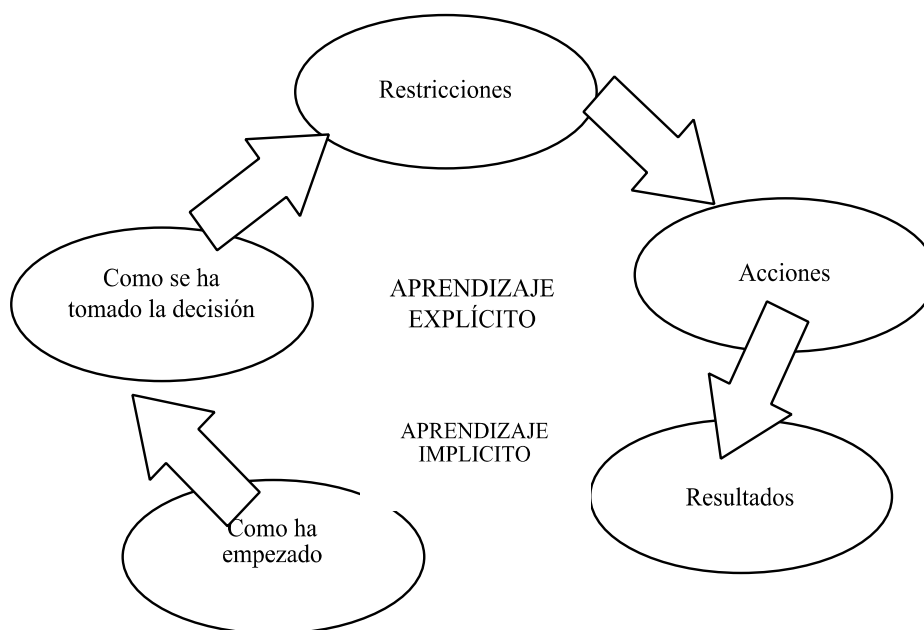 Restricciones
Como se ha
tomado la decisión
Acciones
APRENDIZAJE
EXPLÍCITO
APRENDIZAJE
IMPLICITO
Como ha
empezado
Resultados